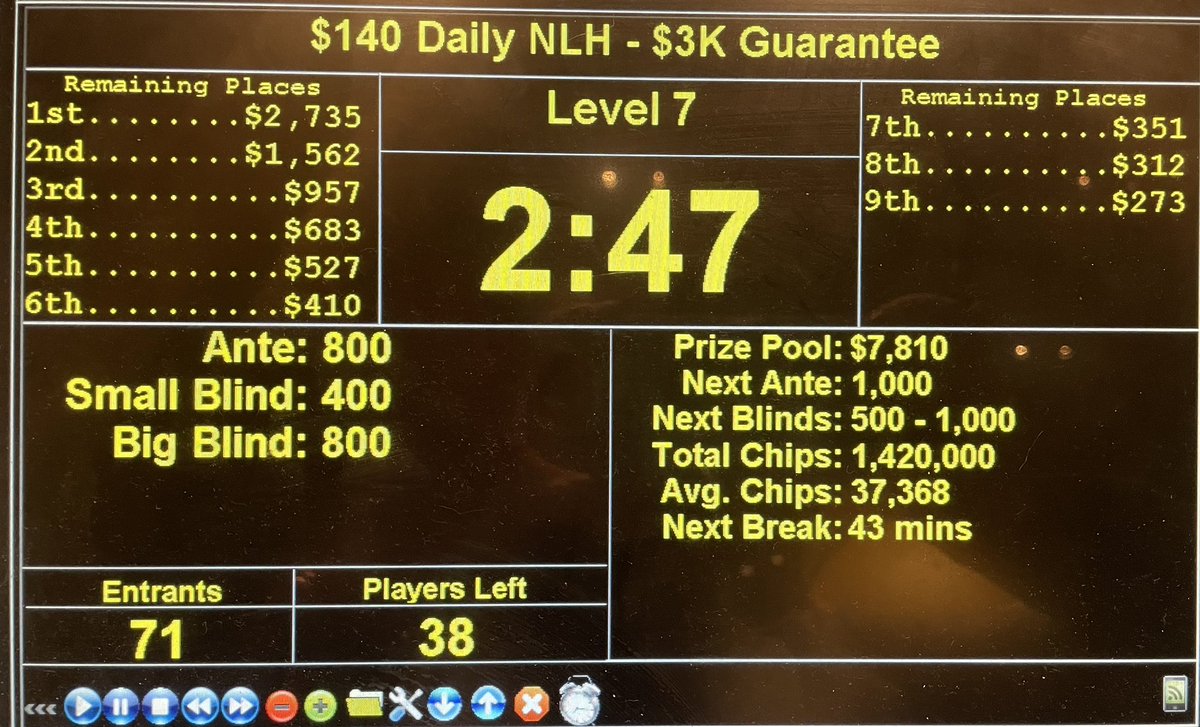 $140 Daily NLH - $3K Guarantee
Remaining Places
1st........$2,735
2nd........$1,562
3rd..........$957
4th..........$683
5th..........$527
6th..........$410
Level 7
2:47
Remaining Places
7th..........$351
8th..........$312
9th..........$273
Ante: 800
Small Blind: 400
Big Blind: 800
Prize Pool: $7,810
Next Ante: 1,000
Next Blinds: 500 - 1,000
Total Chips: 1,420,000
Avg. Chips: 37,368
Next Break: 43 mins
Entrants
71
Players Left
38